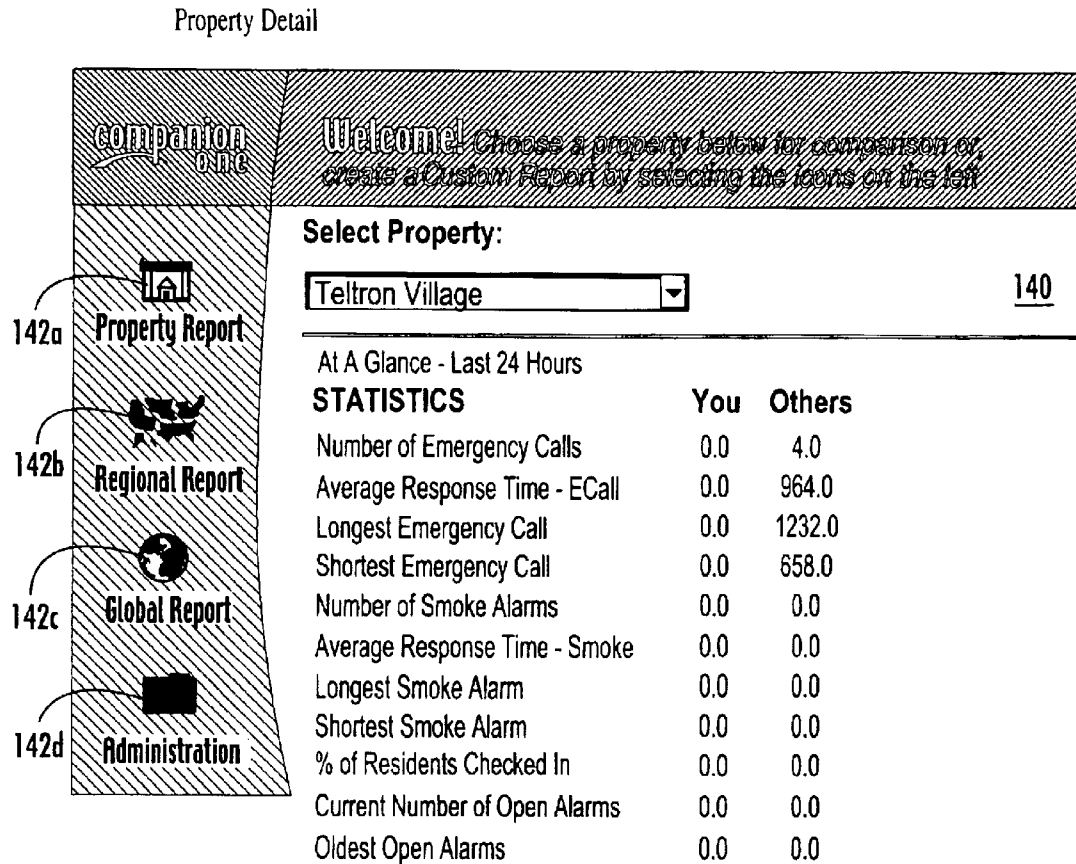 Property Detail
companion
one
Welcome! Choose a property below for comparison or,
create a Custom Report by selecting the icons on the left
Select Property:
Teltron Village
140
142a
Property Report
At A Glance - Last 24 Hours
STATISTICS You Others
Number of Emergency Calls 0.0 4.0
142b
Regional Report
Average Response Time - ECall 0.0 964.0
Longest Emergency Call 0.0 1232.0
Shortest Emergency Call 0.0 658.0
142c
Global Report
Number of Smoke Alarms 0.0 0.0
Average Response Time - Smoke 0.0 0.0
Longest Smoke Alarm 0.0 0.0
Shortest Smoke Alarm 0.0 0.0
142d
Administration
% of Residents Checked In 0.0 0.0
Current Number of Open Alarms 0.0 0.0
Oldest Open Alarms 0.0 0.0